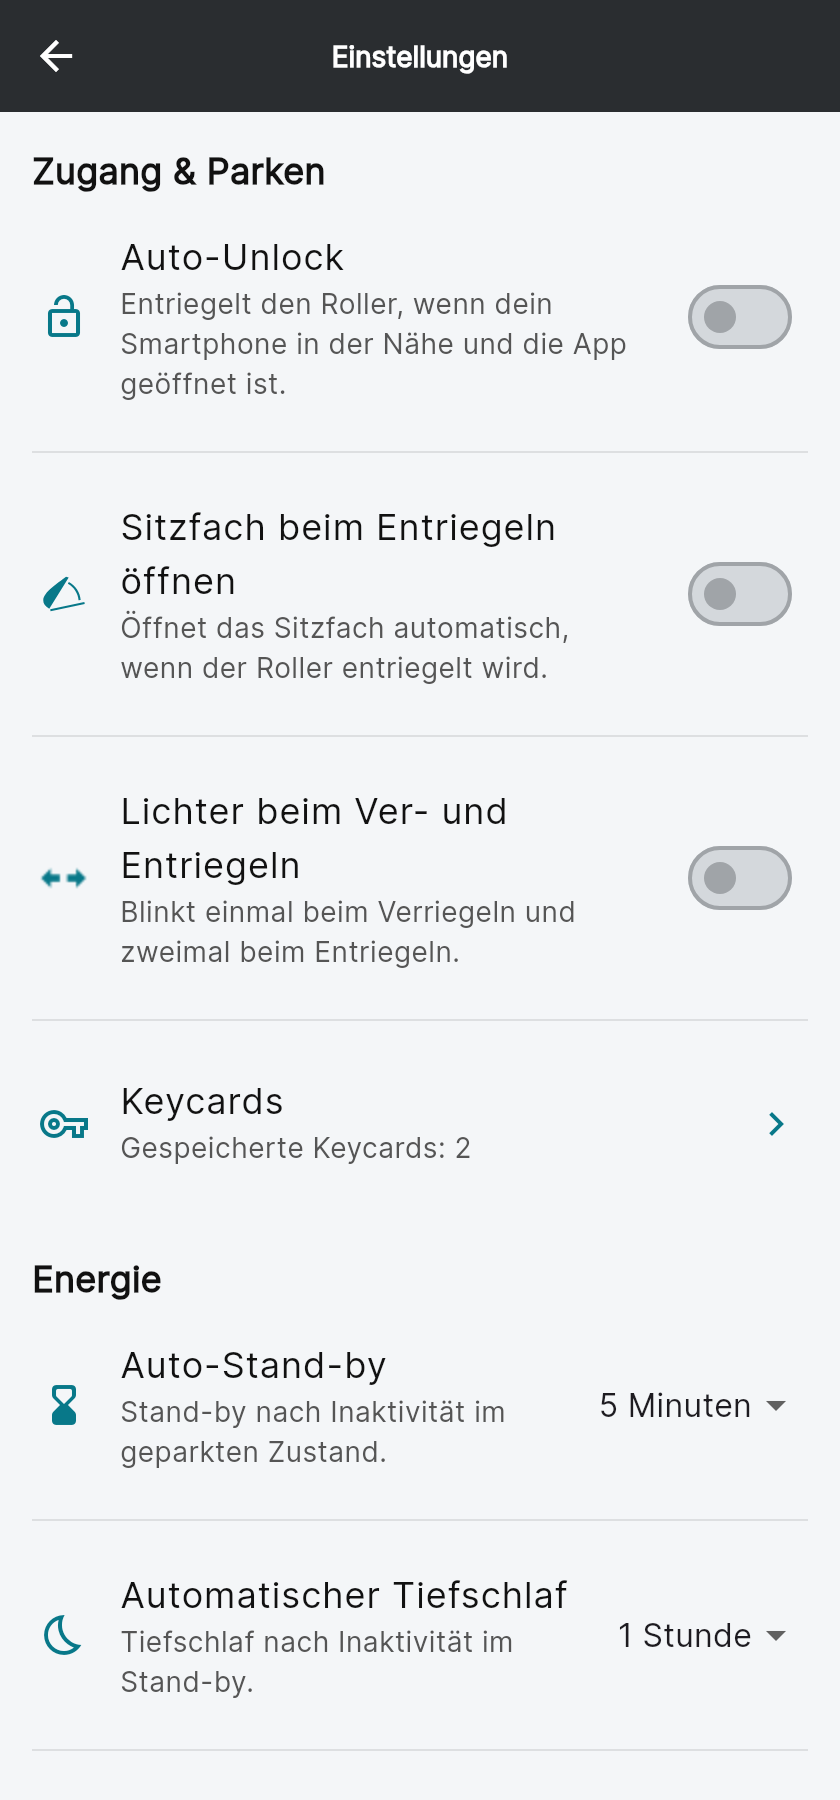 Einstellungen
Zugang & Parken
Auto-Unlock
Entriegelt den Roller, wenn dein
Smartphone in der Nähe und die App
geöffnet ist.
Sitzfach beim Entriegeln
öffnen
Öffnet das Sitzfach automatisch,
wenn der Roller entriegelt wird.
Lichter beim Ver- und
Entriegeln
Blinkt einmal beim Verriegeln und
zweimal beim Entriegeln.
Keycards
Gespeicherte Keycards: 2
Energie
Auto-Stand-by
Stand-by nach Inaktivität im
geparkten Zustand.
5 Minuten
Automatischer Tiefschlaf
Tiefschlaf nach Inaktivität im
Stand-by.
1 Stunde